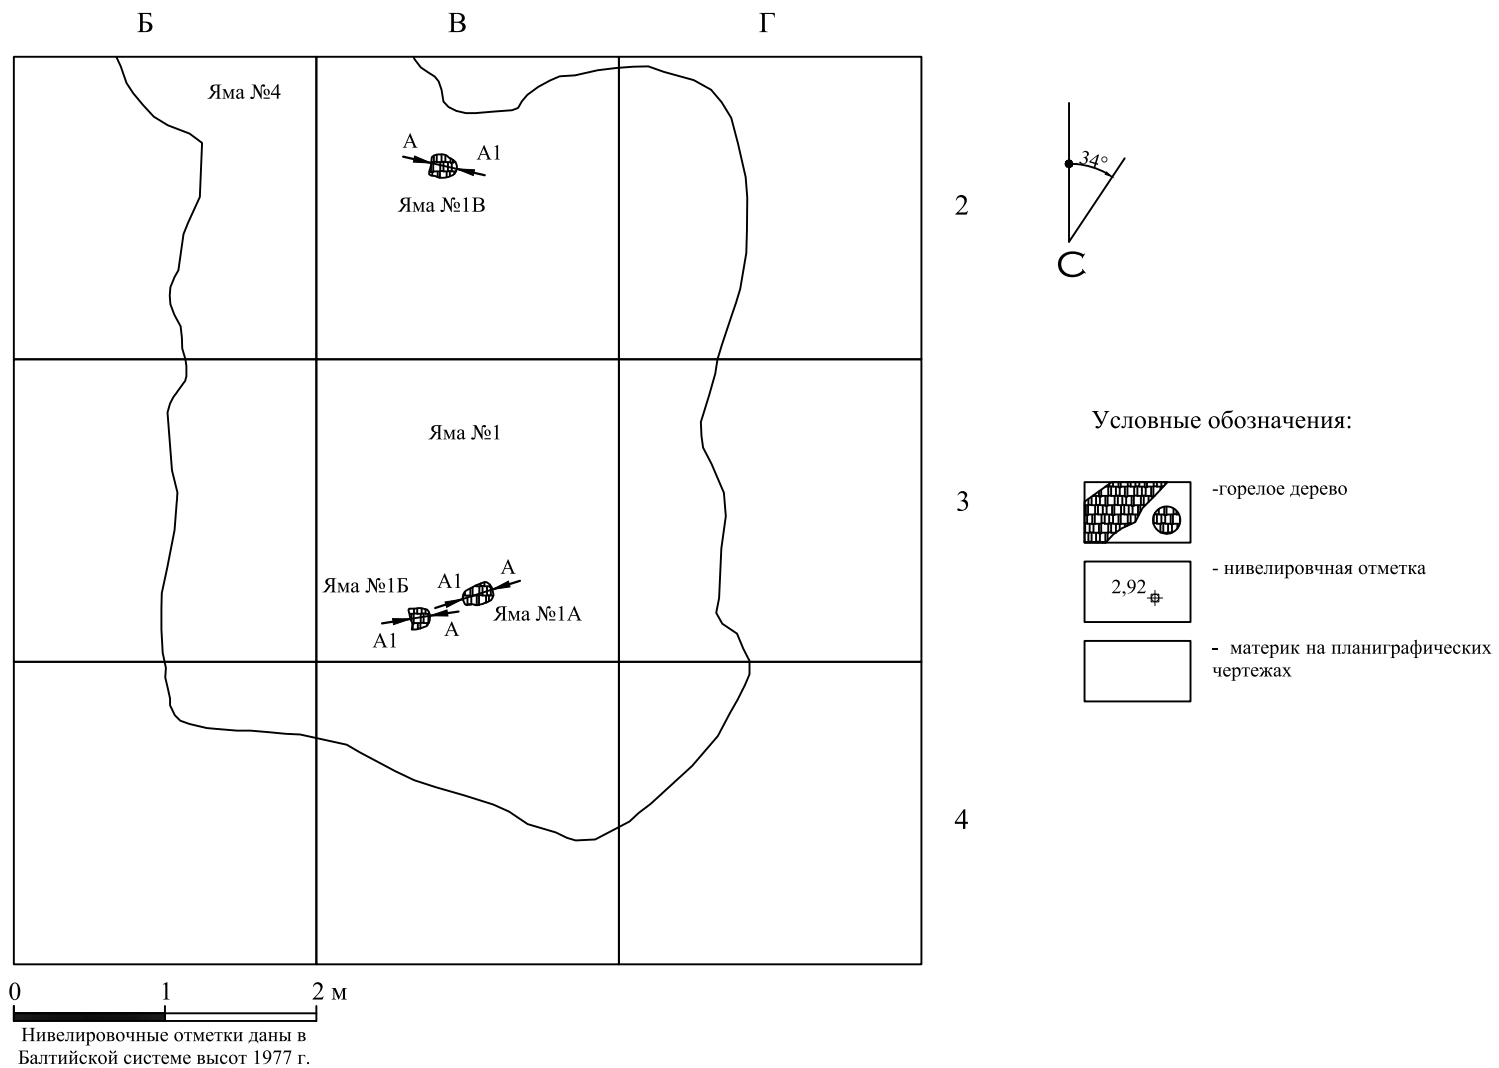 Б В Г
Яма №4
А
А1
Яма №1В
2
34°
С
Условные обозначения:
Яма №1
-горелое дерево
3
Яма №1Б
А1
А
- нивелировчная отметка
2,92
Яма №1А
А1
А
- материк на планиграфических
чертежах
4
0 1 2 м
Нивелировочные отметки даны в
Балтийской системе высот 1977 г.